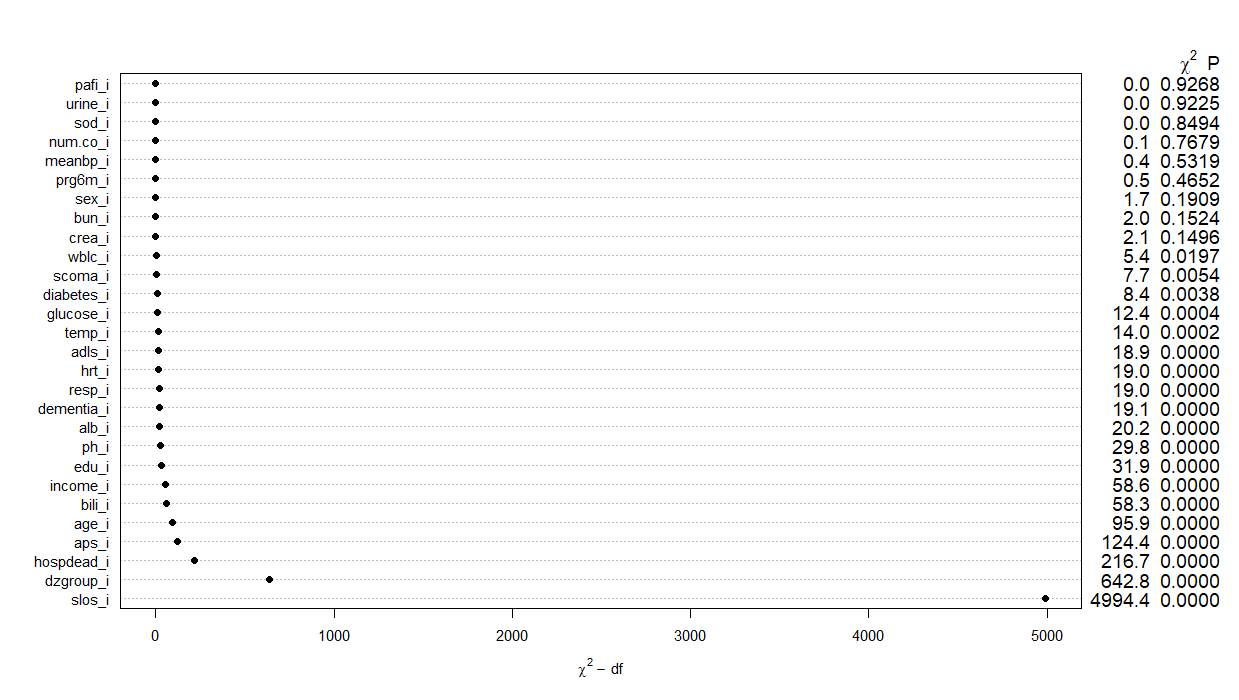 χ2 P
pafi_i 0.0 0.9268
urine_i 0.0 0.9225
sod_i 0.0 0.8494
num.co_i 0.1 0.7679
meanbp_i 0.4 0.5319
prg6m_i 0.5 0.4652
sex_i 1.7 0.1909
bun_i 2.0 0.1524
crea_i 2.1 0.1496
wblc_i 5.4 0.0197
scoma_i 7.7 0.0054
diabetes_i 8.4 0.0038
glucose_i 12.4 0.0004
temp_i 14.0 0.0002
adls_i 18.9 0.0000
hrt_i 19.0 0.0000
resp_i 19.0 0.0000
dementia_i 19.1 0.0000
alb_i 20.2 0.0000
ph_i 29.8 0.0000
edu_i 31.9 0.0000
income_i 58.6 0.0000
bili_i 58.3 0.0000
age_i 95.9 0.0000
aps_i 124.4 0.0000
hospdead_i 216.7 0.0000
dzgroup_i 642.8 0.0000
slos_i 4994.4 0.0000
0 1000 2000 3000 4000 5000
χ2 − df